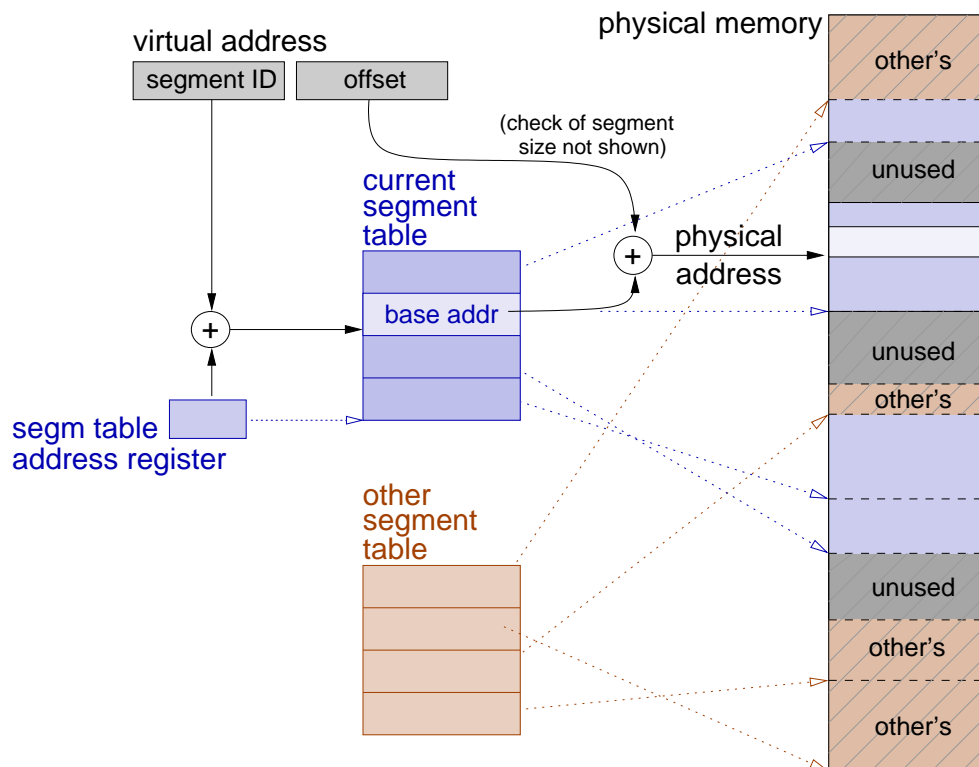 physical memory
virtual address
segment ID
offset
other's
(check of segment
size not shown)
unused
current
segment
table
+
physical
address
base addr
+
unused
other's
segm table
address register
other
segment
table
unused
other's
other's